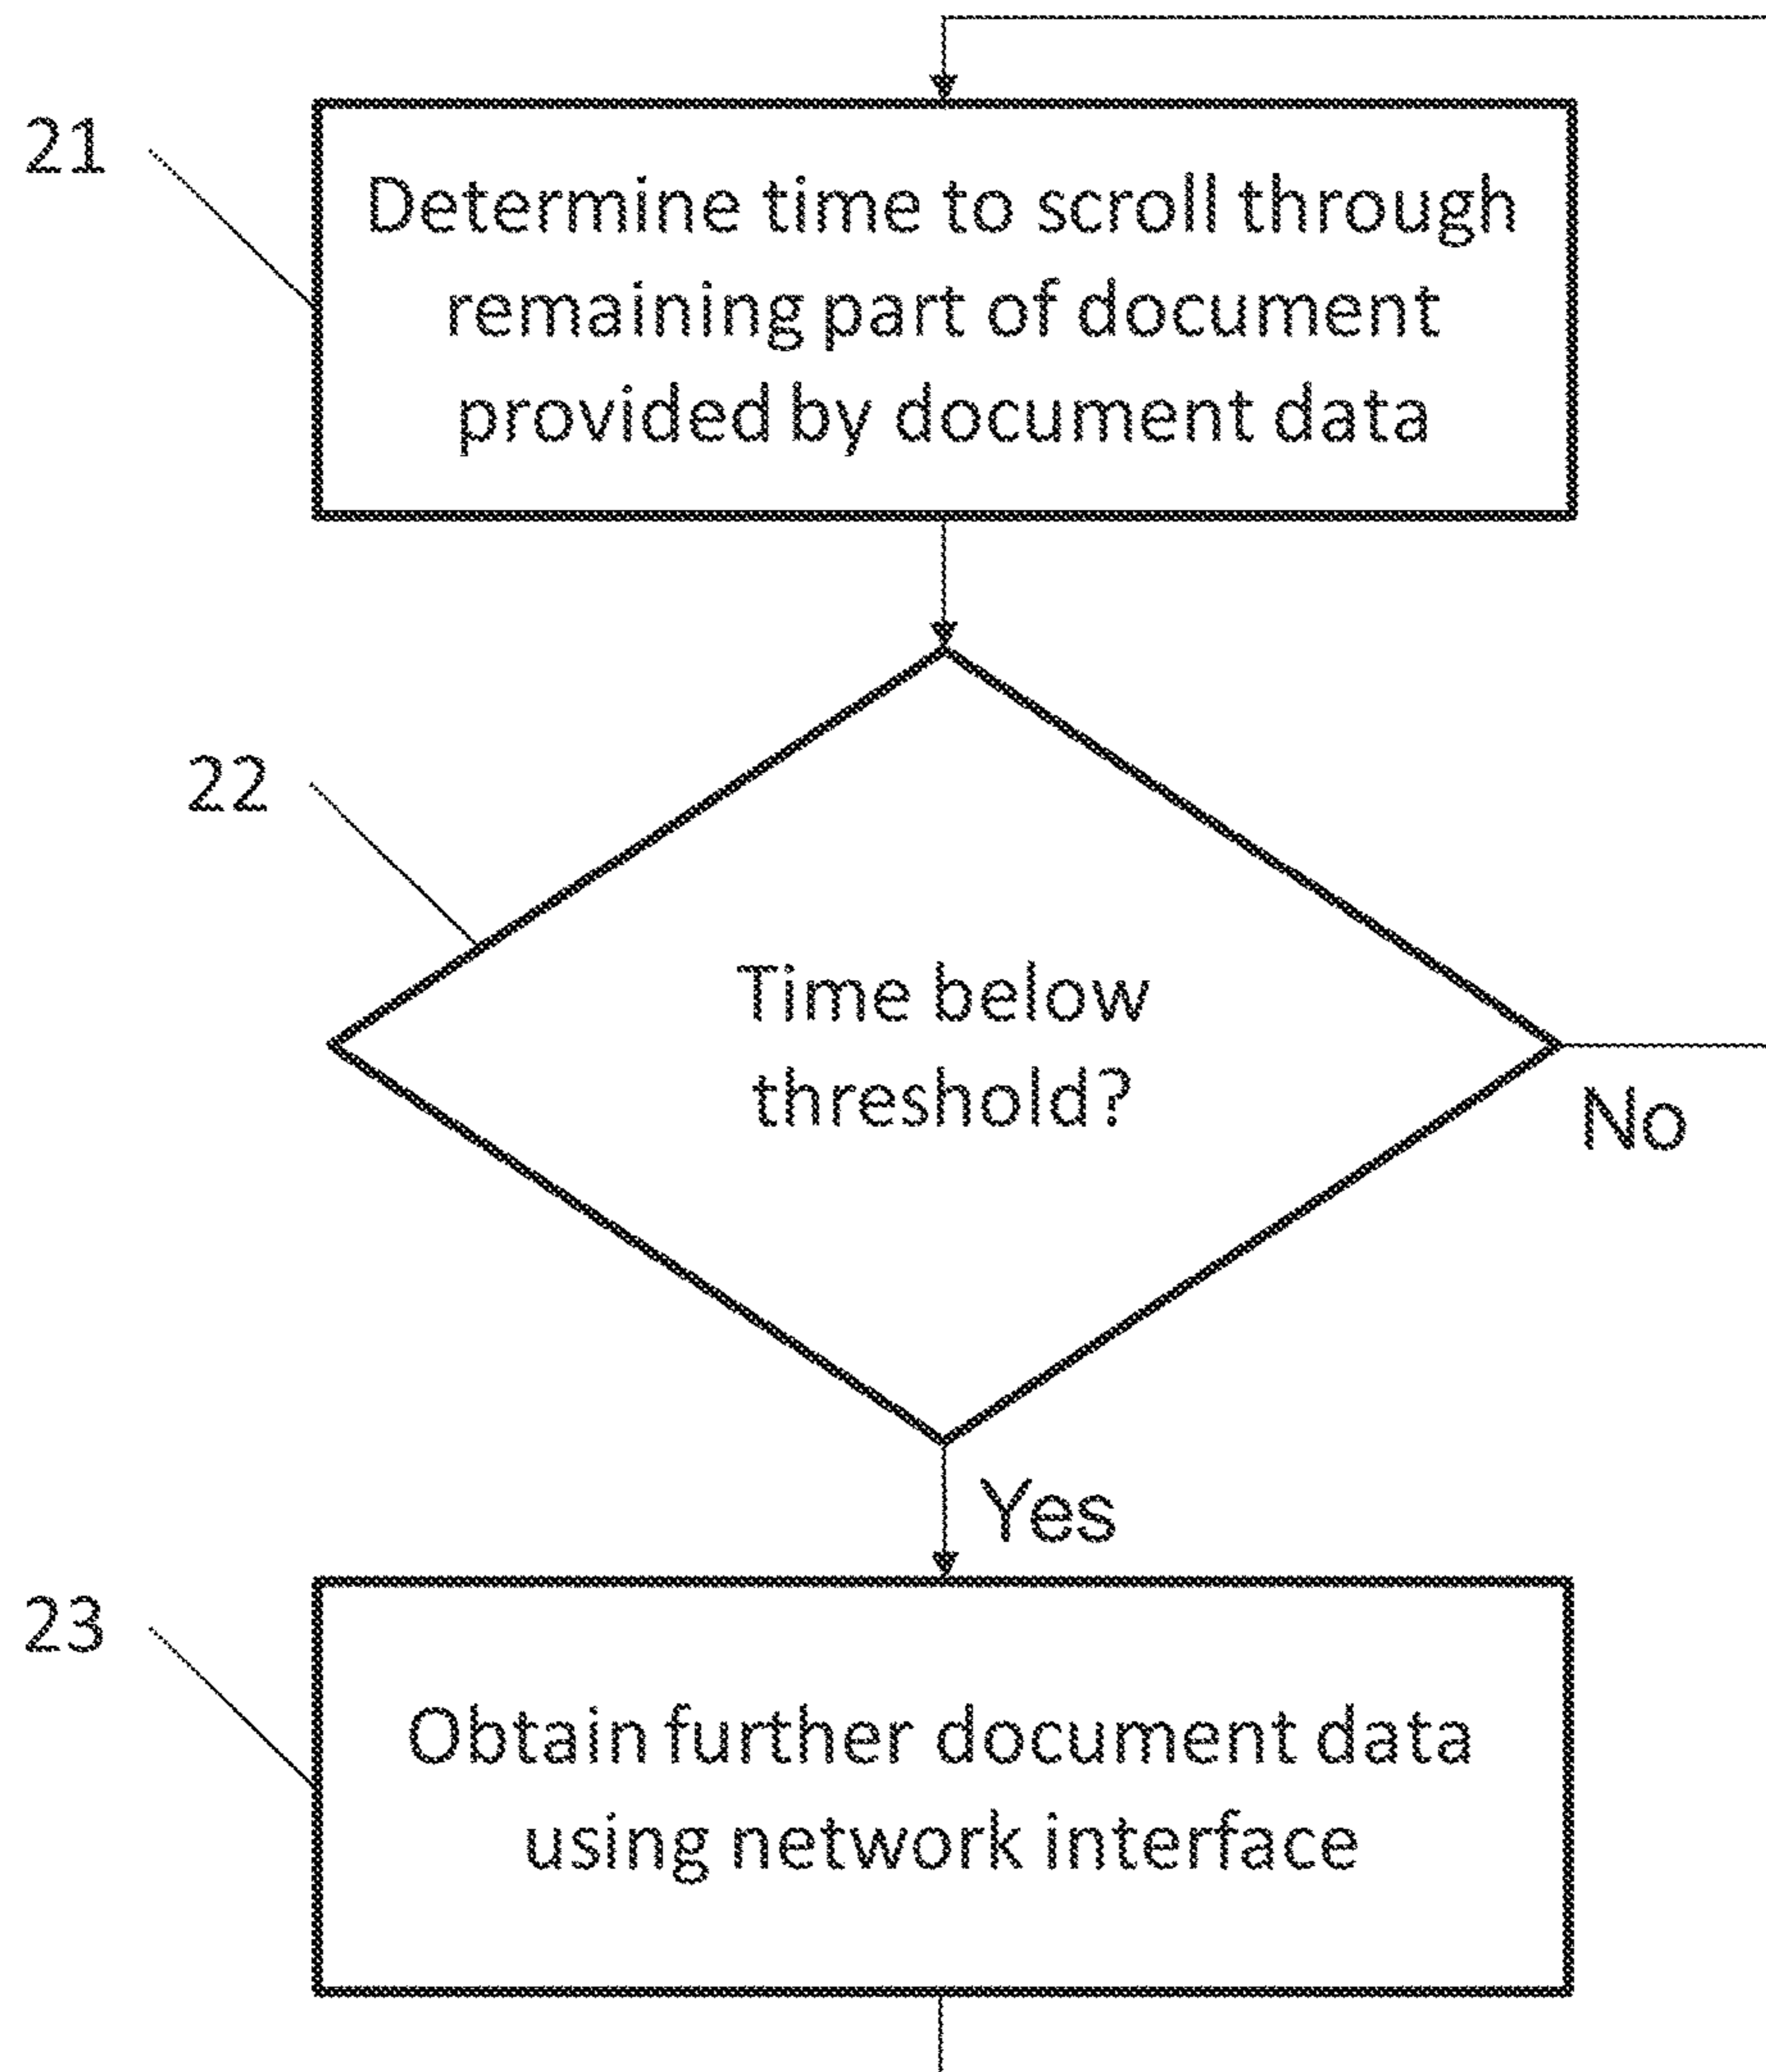 21
Determine time to scroll through
remaining part of document
provided by document data
22
Time below
threshold?
No
Yes
23
Obtain further document data
using network interface